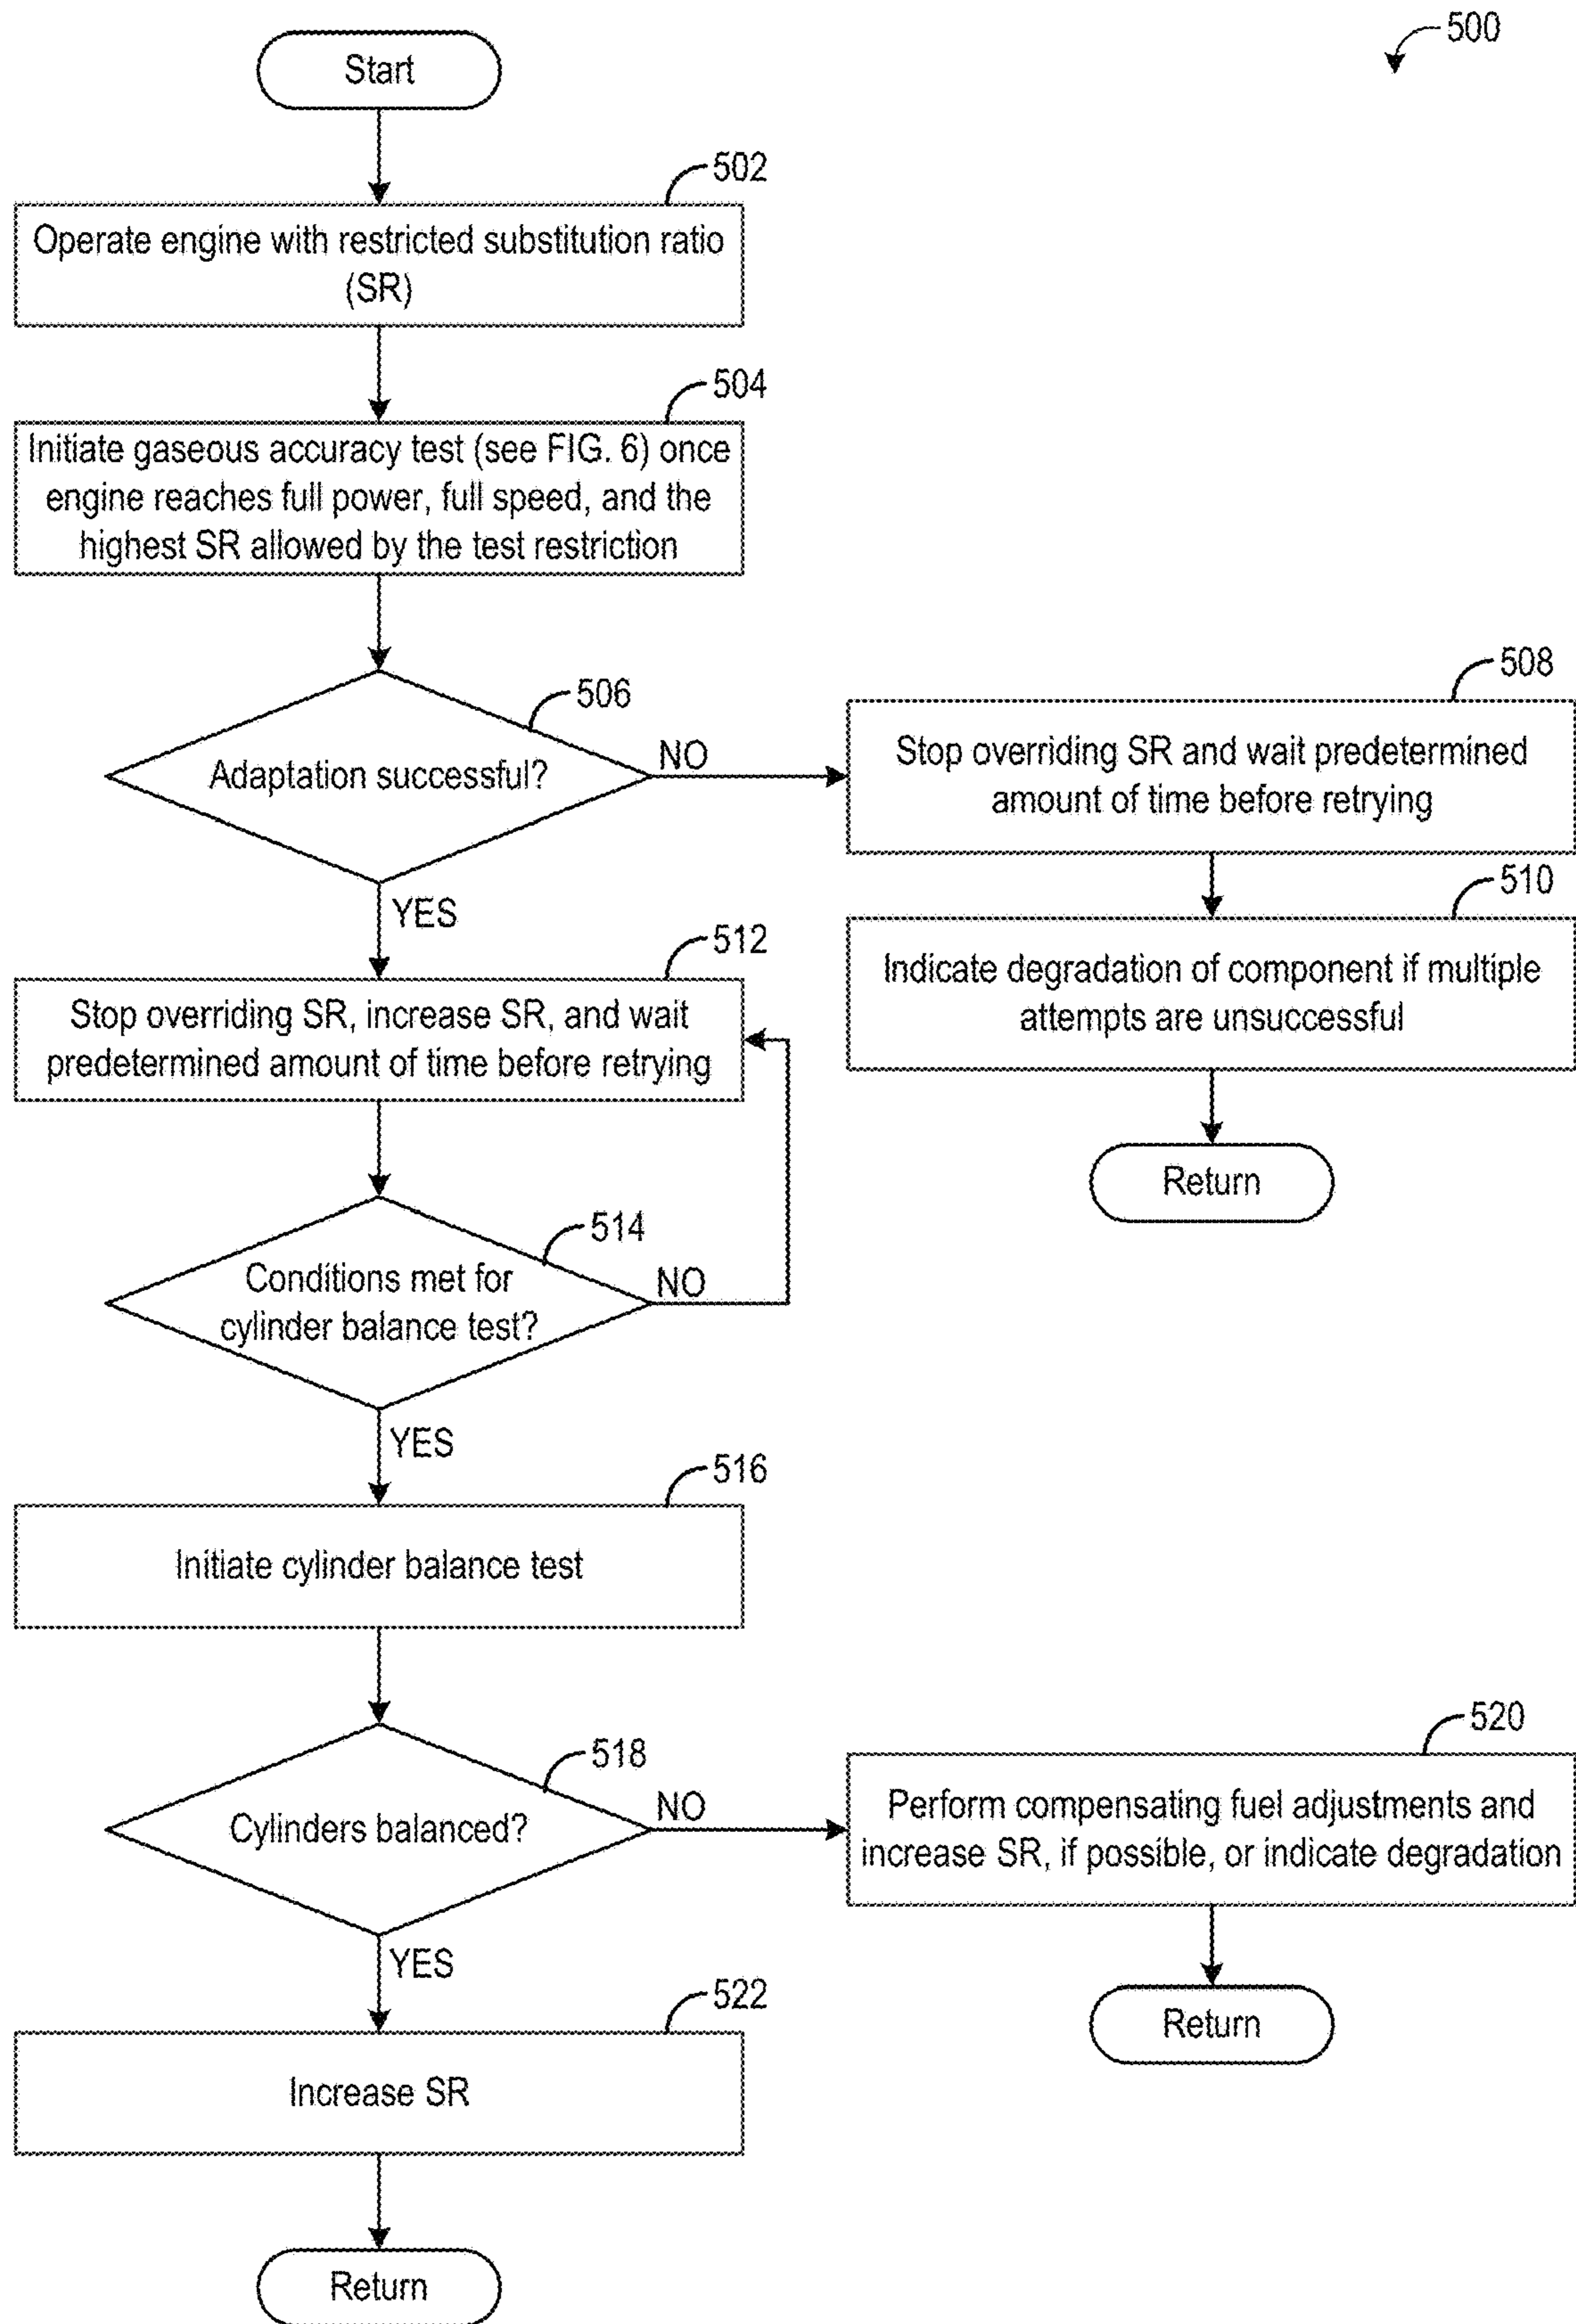 500
Start
502
Operate engine with restricted substitution ratio
(SR)
504
Initiate gaseous accuracy test (see FIG. 6) once
engine reaches full power, full speed, and the
highest SR allowed by the test restriction
506
Adaptation successful?
NO
508
Stop overriding SR and wait predetermined
amount of time before retrying
510
Indicate degradation of component if multiple
attempts are unsuccessful
Return
YES
512
Stop overriding SR, increase SR, and wait
predetermined amount of time before retrying
514
Conditions met for
cylinder balance test?
NO
YES
516
Initiate cylinder balance test
518
Cylinders balanced?
NO
520
Perform compensating fuel adjustments and
increase SR, if possible, or indicate degradation
Return
YES
522
Increase SR
Return